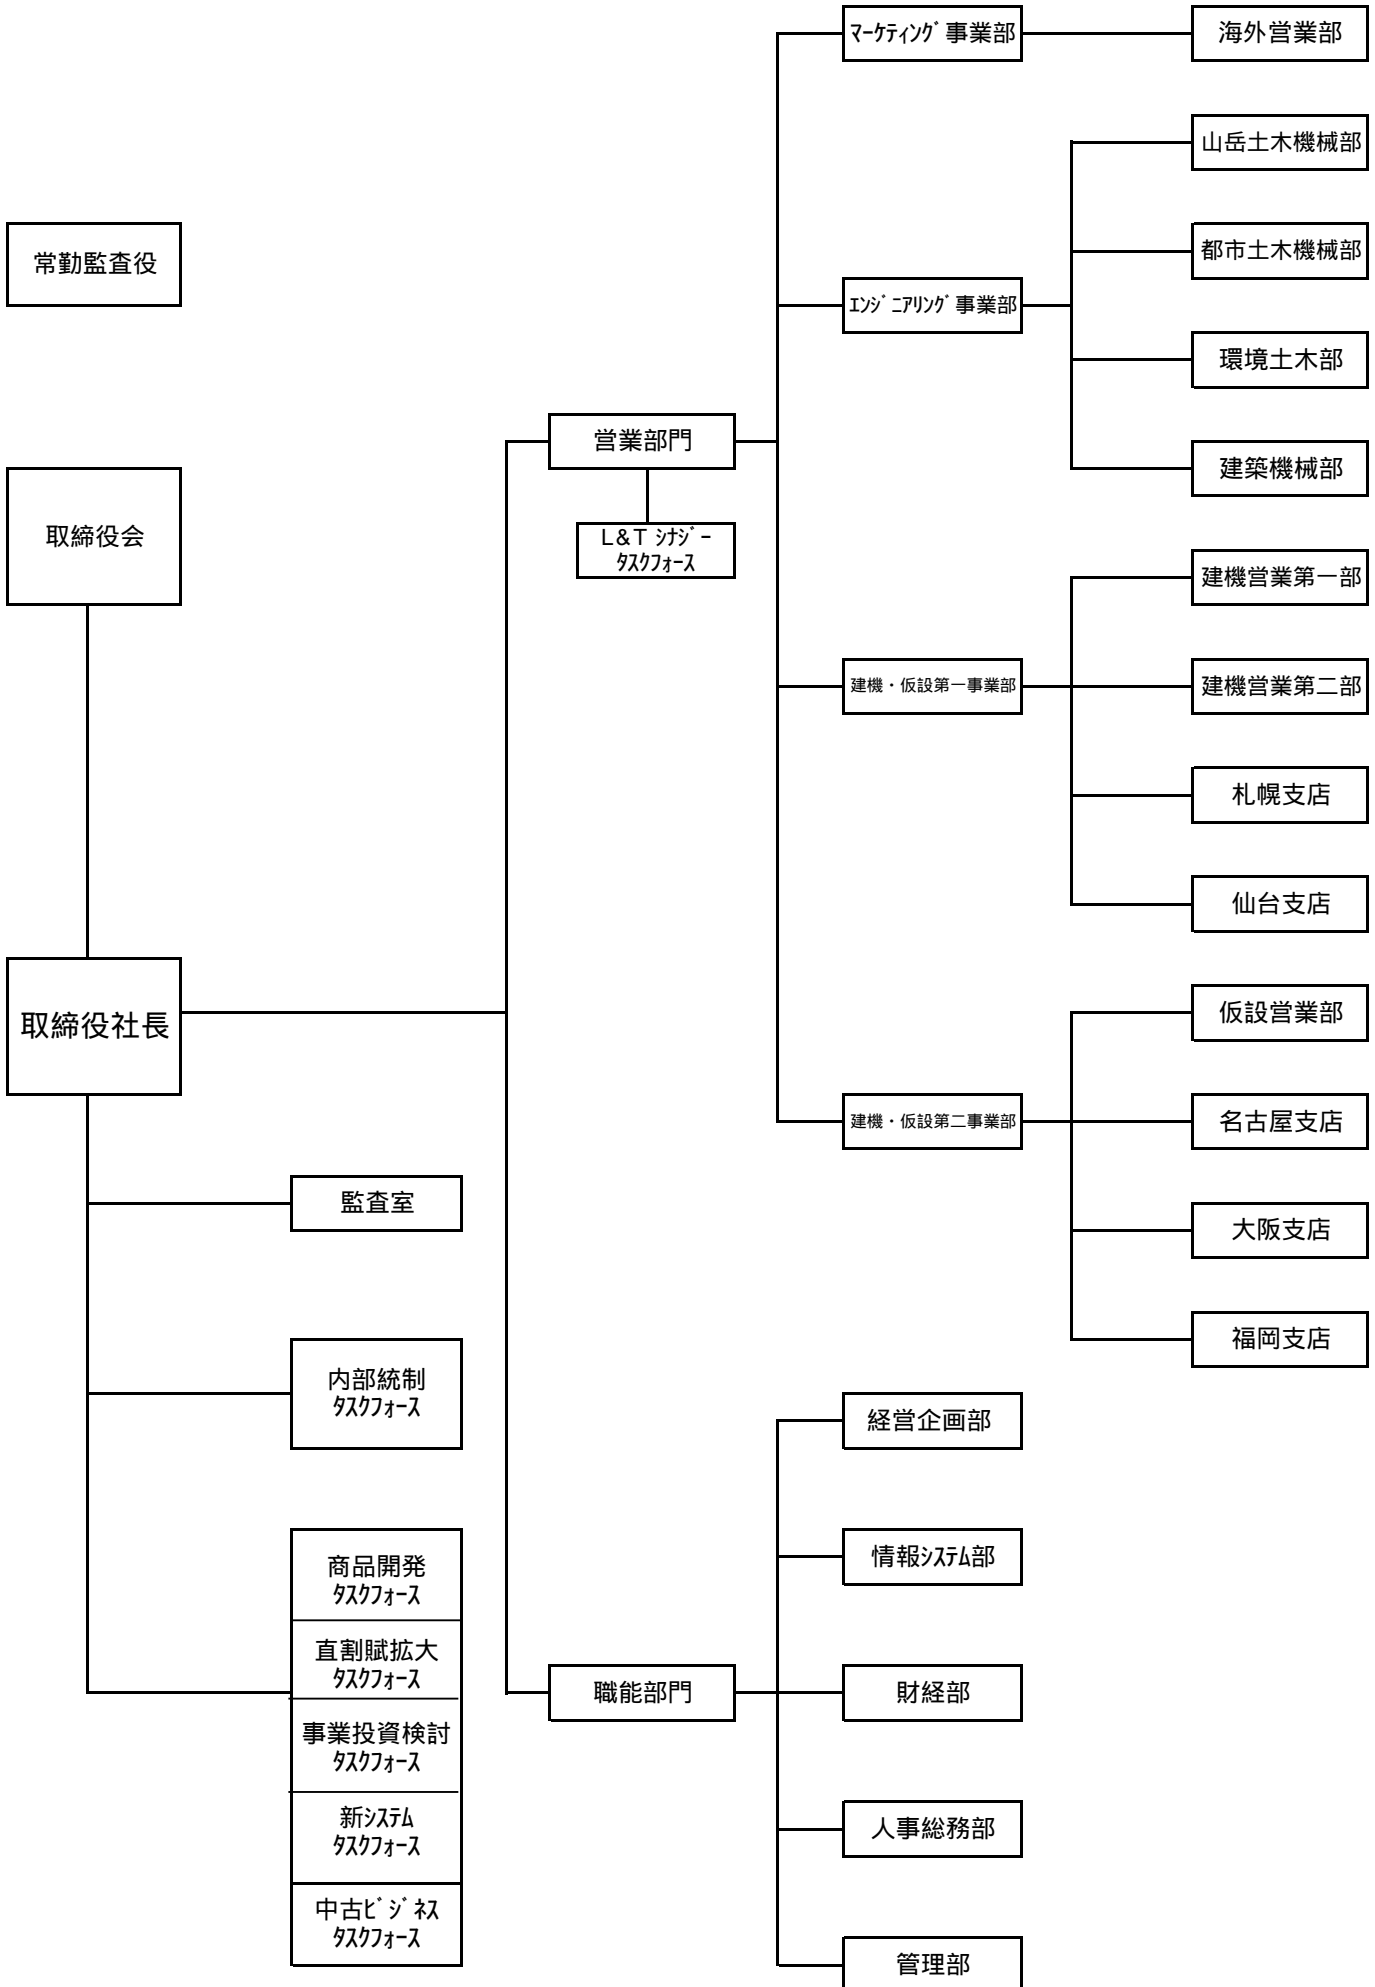 ﾏｰｹﾃｨﾝｸﾞ事業部
海外営業部
山岳土木機械部
常勤監査役
都市土木機械部
ｴﾝｼﾞﾆｱﾘﾝｸﾞ事業部
環境土木部
営業部門
建築機械部
取締役会
L&T ｼﾅｼﾞｰ
ﾀｽｸﾌｫｰｽ
建機営業第一部
建機・仮設第一事業部
建機営業第二部
札幌支店
仙台支店
取締役社長
仮設営業部
建機・仮設第二事業部
名古屋支店
監査室
大阪支店
福岡支店
内部統制
ﾀｽｸﾌｫｰｽ
経営企画部
商品開発
ﾀｽｸﾌｫｰｽ
情報ｼｽﾃﾑ部
直割賦拡大
ﾀｽｸﾌｫｰｽ
職能部門
財経部
事業投資検討
ﾀｽｸﾌｫｰｽ
新ｼｽﾃﾑ
ﾀｽｸﾌｫｰｽ
人事総務部
中古ﾋﾞｼﾞﾈｽ
ﾀｽｸﾌｫｰｽ
管理部